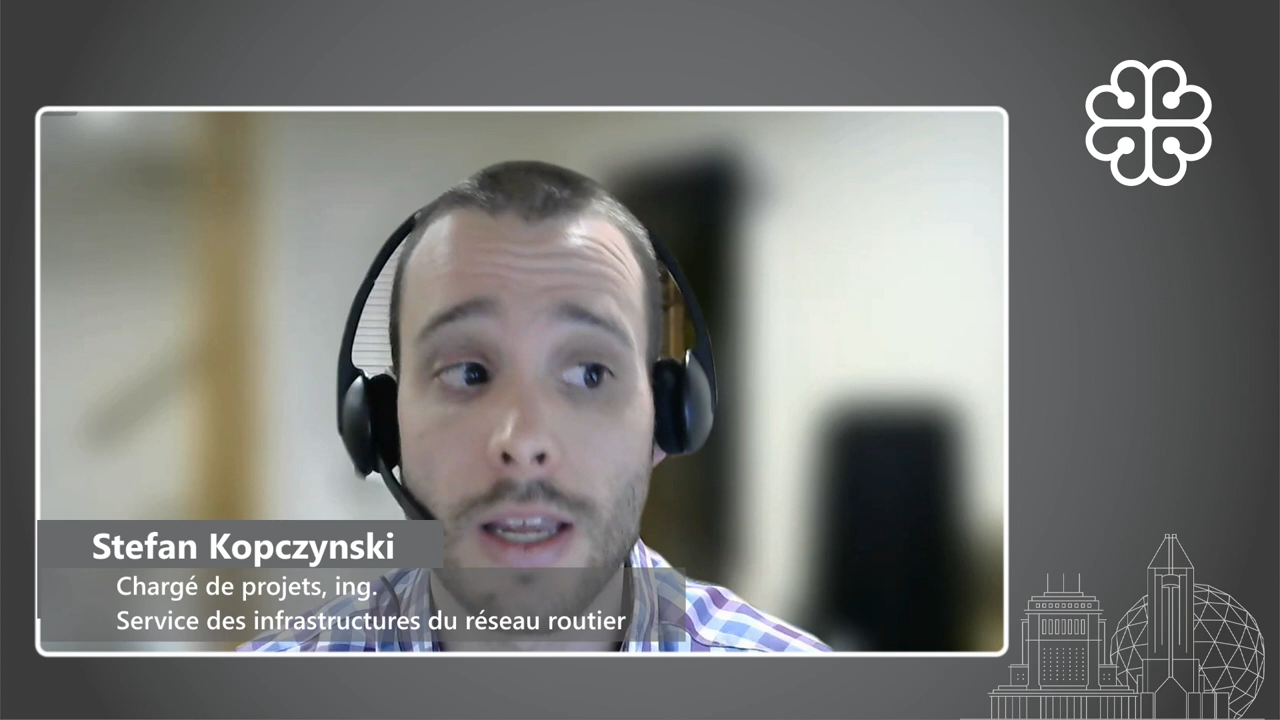 Stefan Kopczynski
Chargé de projets, ing.
Service des infrastructures du réseau routier